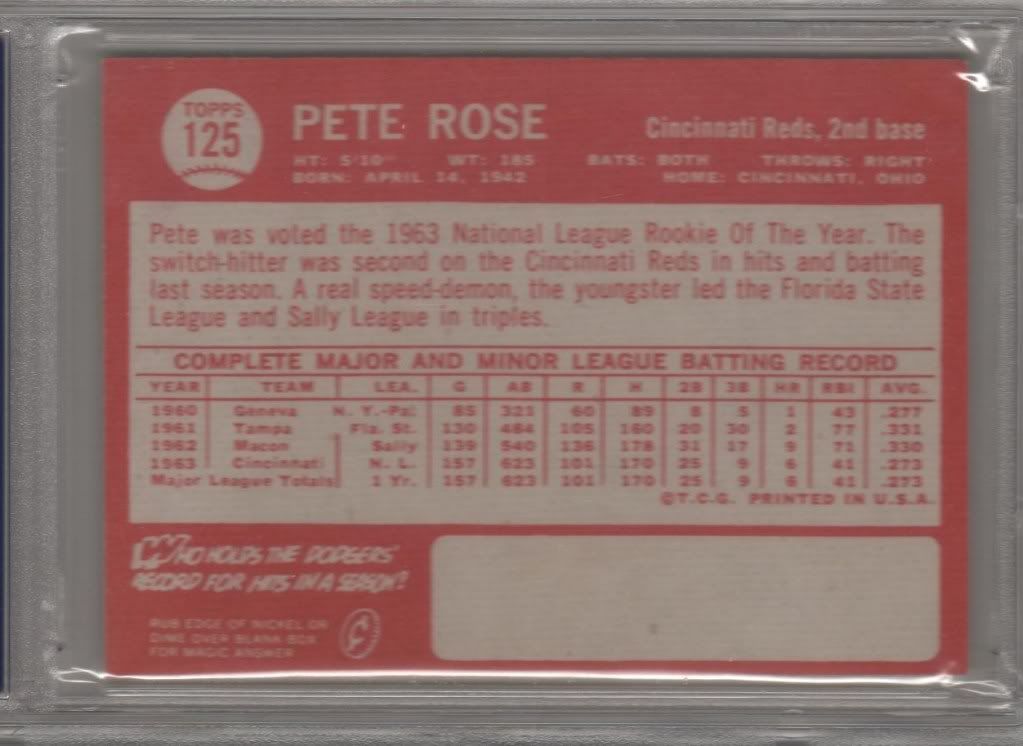 TOPPS
125
PETE ROSE
Cincinnati Reds, 2nd base
HT: 5'10" WT: 185 BATS: BOTH THROWS: RIGHT
BORN: APRIL 14, 1942 HOME: CINCINNATI, OHIO
Pete was voted the 1963 National League Rookie Of The Year. The
switch-hitter was second on the Cincinnati Reds in hits and batting
last season. A real speed-demon, the youngster led the Florida State
League and Sally League in triples.
COMPLETE MAJOR AND MINOR LEAGUE BATTING RECORD
YEAR TEAM LEA. G AB R H 2B 3B HR RBI AVG.
1960 Geneva N. Y.-Pa. 85 321 60 89 8 5 1 43 .277
1961 Tampa Fla. St. 130 484 105 160 20 30 2 77 .331
1962 Macon Sally 139 540 136 178 31 17 9 71 .330
1963 Cincinnati N. L. 157 623 101 170 25 9 6 41 .273
Major League Totals 1 Yr. 157 623 101 170 25 9 6 41 .273
©T.C.G. PRINTED IN U.S.A.
WHO HOLDS THE DODGERS'
RECORD FOR HITS IN A SEASON?
RUB EDGE OF NICKEL OR
DIME OVER BLANK BOX
FOR MAGIC ANSWER